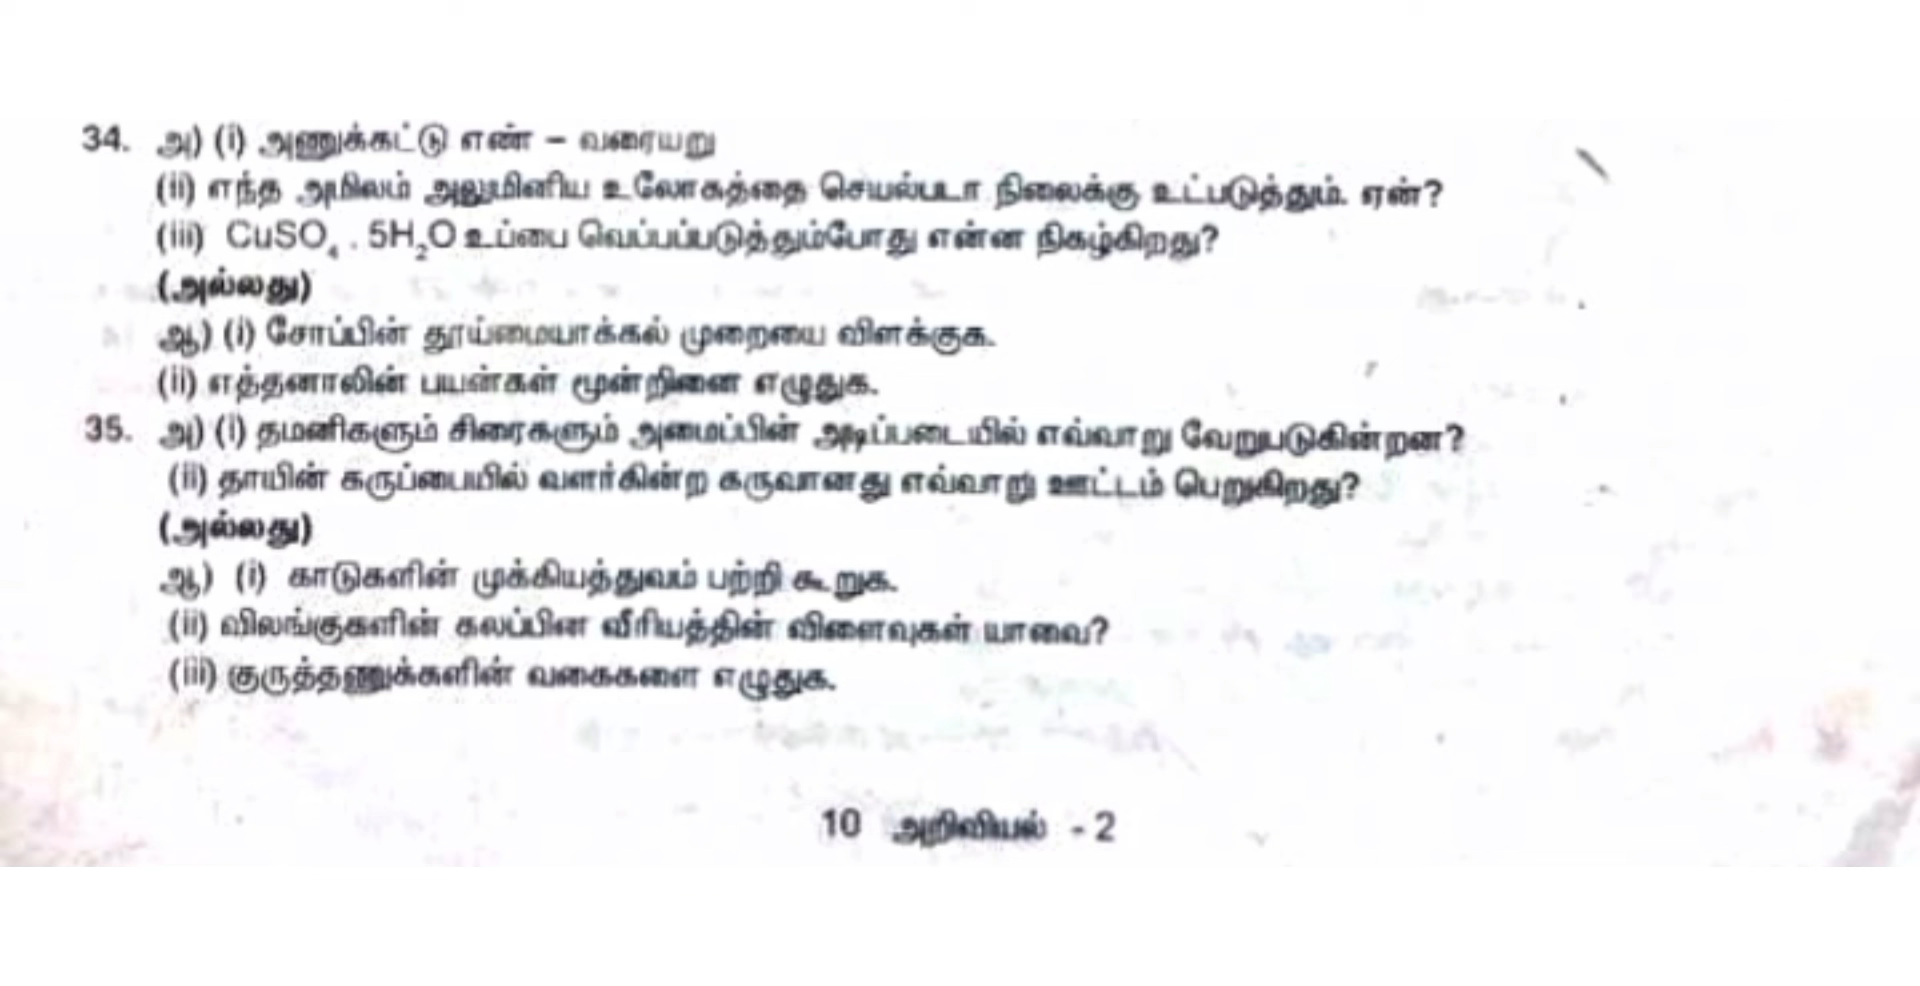 34. அ) (i) அணுக்கட்டு எண் – வரையறு
(ii) எந்த அமிலம் அலுமினிய உலோகத்தை செயல்படா நிலைக்கு உட்படுத்தும். ஏன்?
(iii) CuSO₄ . 5H₂O உப்பை வெப்பப்படுத்தும்போது என்ன நிகழ்கிறது?
(அல்லது)
ஆ) (i) சோப்பின் தூய்மையாக்கல் முறையை விளக்குக.
(ii) எத்தனாலின் பயன்கள் மூன்றினை எழுதுக.
35. அ) (i) தமனிகளும் சிரைகளும் அமைப்பின் அடிப்படையில் எவ்வாறு வேறுபடுகின்றன?
(ii) தாயின் கருப்பையில் வளர்கின்ற கருவானது எவ்வாறு ஊட்டம் பெறுகிறது?
(அல்லது)
ஆ) (i) காடுகளின் முக்கியத்துவம் பற்றி கூறுக.
(ii) விலங்குகளின் கலப்பின வீரியத்தின் விளைவுகள் யாவை?
(iii) குருத்தணுக்களின் வகைகளை எழுதுக.
10 அறிவியல் - 2